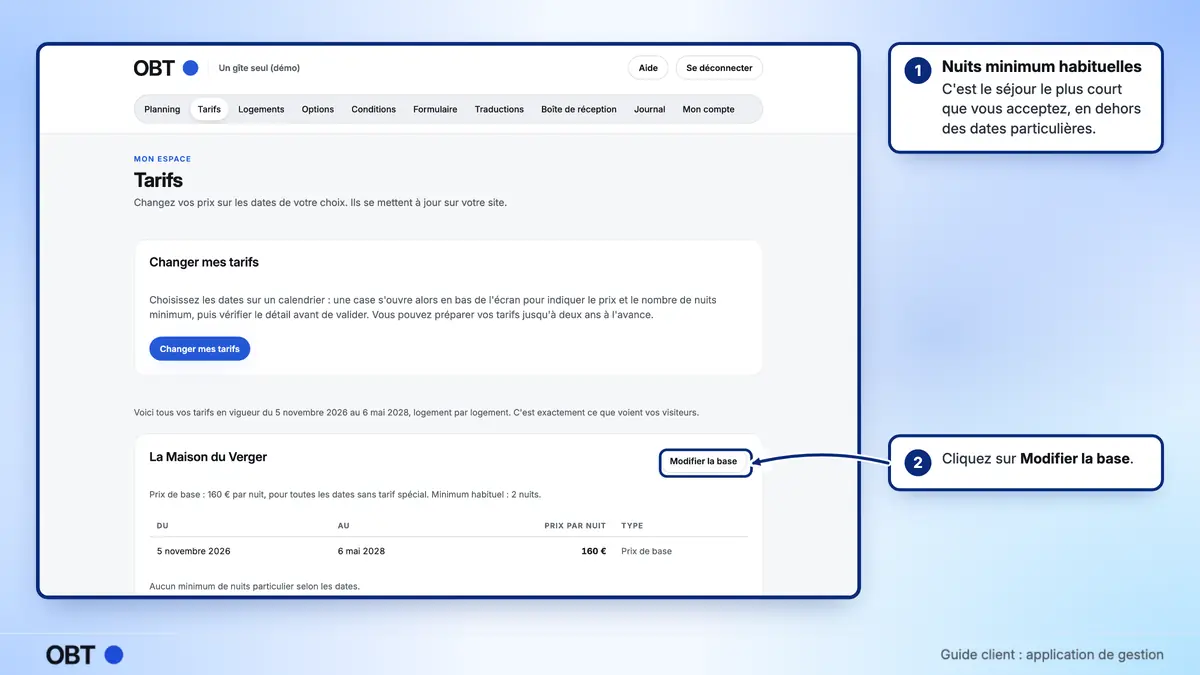 OBT
Un gîte seul (démo)
Aide
Se déconnecter
Planning
Tarifs
Logements
Options
Conditions
Formulaire
Traductions
Boîte de réception
Journal
Mon compte
MON ESPACE
Tarifs
Changez vos prix sur les dates de votre choix. Ils se mettent à jour sur votre site.
Changer mes tarifs
Choisissez les dates sur un calendrier : une case s'ouvre alors en bas de l'écran pour indiquer le prix et le nombre de nuits
minimum, puis vérifier le détail avant de valider. Vous pouvez préparer vos tarifs jusqu'à deux ans à l'avance.
Changer mes tarifs
Voici tous vos tarifs en vigueur du 5 novembre 2026 au 6 mai 2028, logement par logement. C'est exactement ce que voient vos visiteurs.
La Maison du Verger
Modifier la base
Prix de base : 160 € par nuit, pour toutes les dates sans tarif spécial. Minimum habituel : 2 nuits.
DU AU PRIX PAR NUIT TYPE
5 novembre 2026 6 mai 2028 160 € Prix de base
Aucun minimum de nuits particulier selon les dates.
1 Nuits minimum habituelles
C'est le séjour le plus court
que vous acceptez, en dehors
des dates particulières.
2 Cliquez sur Modifier la base.
OBT
Guide client : application de gestion